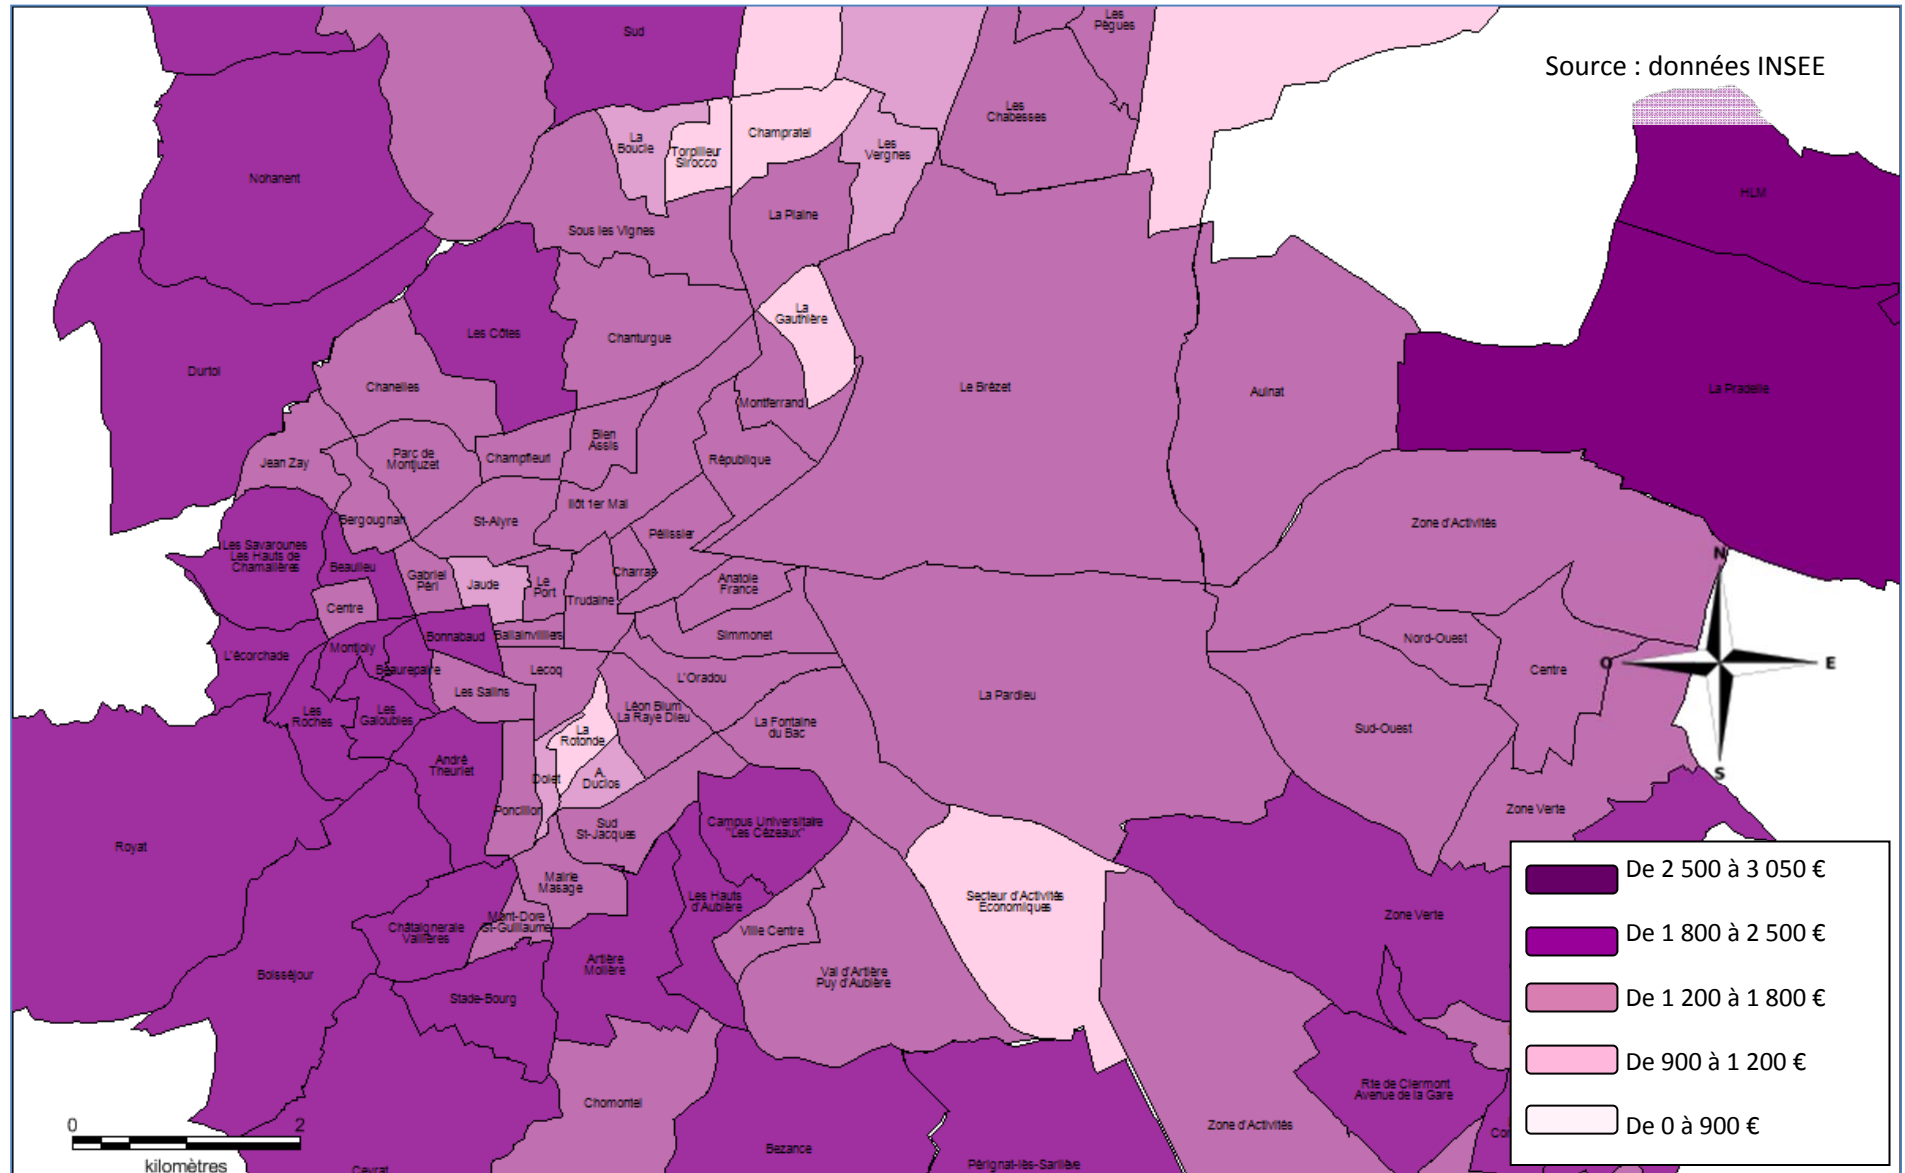 Sud
Les
Pègues
Source : données INSEE
Les
Chabesses
La
Boucle
Torpilleur
Sirocco
Champratel
Les
Vergnes
Nohanent
HLM
La Plaine
Sous les Vignes
La
Gauthière
Les Côtes
Chanturgue
Durtol
Chanelles
Le Brézet
Aulnat
La Pradelle
Montferrand
Bien
Assis
Parc de
Montjuzet
Champfleuri
République
Jean Zay
Ilôt 1er Mai
Bergougnan
St-Alyre
Zone d'Activités
Pélissier
Les Savarounes
Les Hauts de
Chamalières
Beaulieu
Gabriel
Péri
Jaude
Le
Port
Charras
Anatole
France
Trudaine
Centre
N
Ballainvilliers
Simmonet
Bonnabaud
Nord-Ouest
Montjoly
L'écorchade
Beaurepaire
Lecoq
L'Oradou
Centre
O
E
Les Salins
La Pardieu
Les
Roches
Les
Galoubies
Léon Blum
La Raye Dieu
La Fontaine
du Bac
Sud-Ouest
La
Rotonde
André
Theuriet
Dolet
A.
Duclos
S
Poncillon
Sud
St-Jacques
Campus Universitaire
"Les Cézeaux"
Zone Verte
Royat
Mairie
Masage
Les Hauts
d'Aubière
Secteur d'Activités
Économiques
Zone Verte
Châtaigneraie
Vallières
Mont-Dore
St-Guillaume
Ville Centre
Artière
Molière
Val d'Artière
Puy d'Aubière
Boisséjour
Stade-Bourg
Rte de Clermont
Avenue de la Gare
Chomontel
Zone d'Activités
Bezance
Pérignat-lès-Sarliève
Ceyrat
De 2 500 à 3 050 €
De 1 800 à 2 500 €
De 1 200 à 1 800 €
De 900 à 1 200 €
De 0 à 900 €
0 2
kilomètres